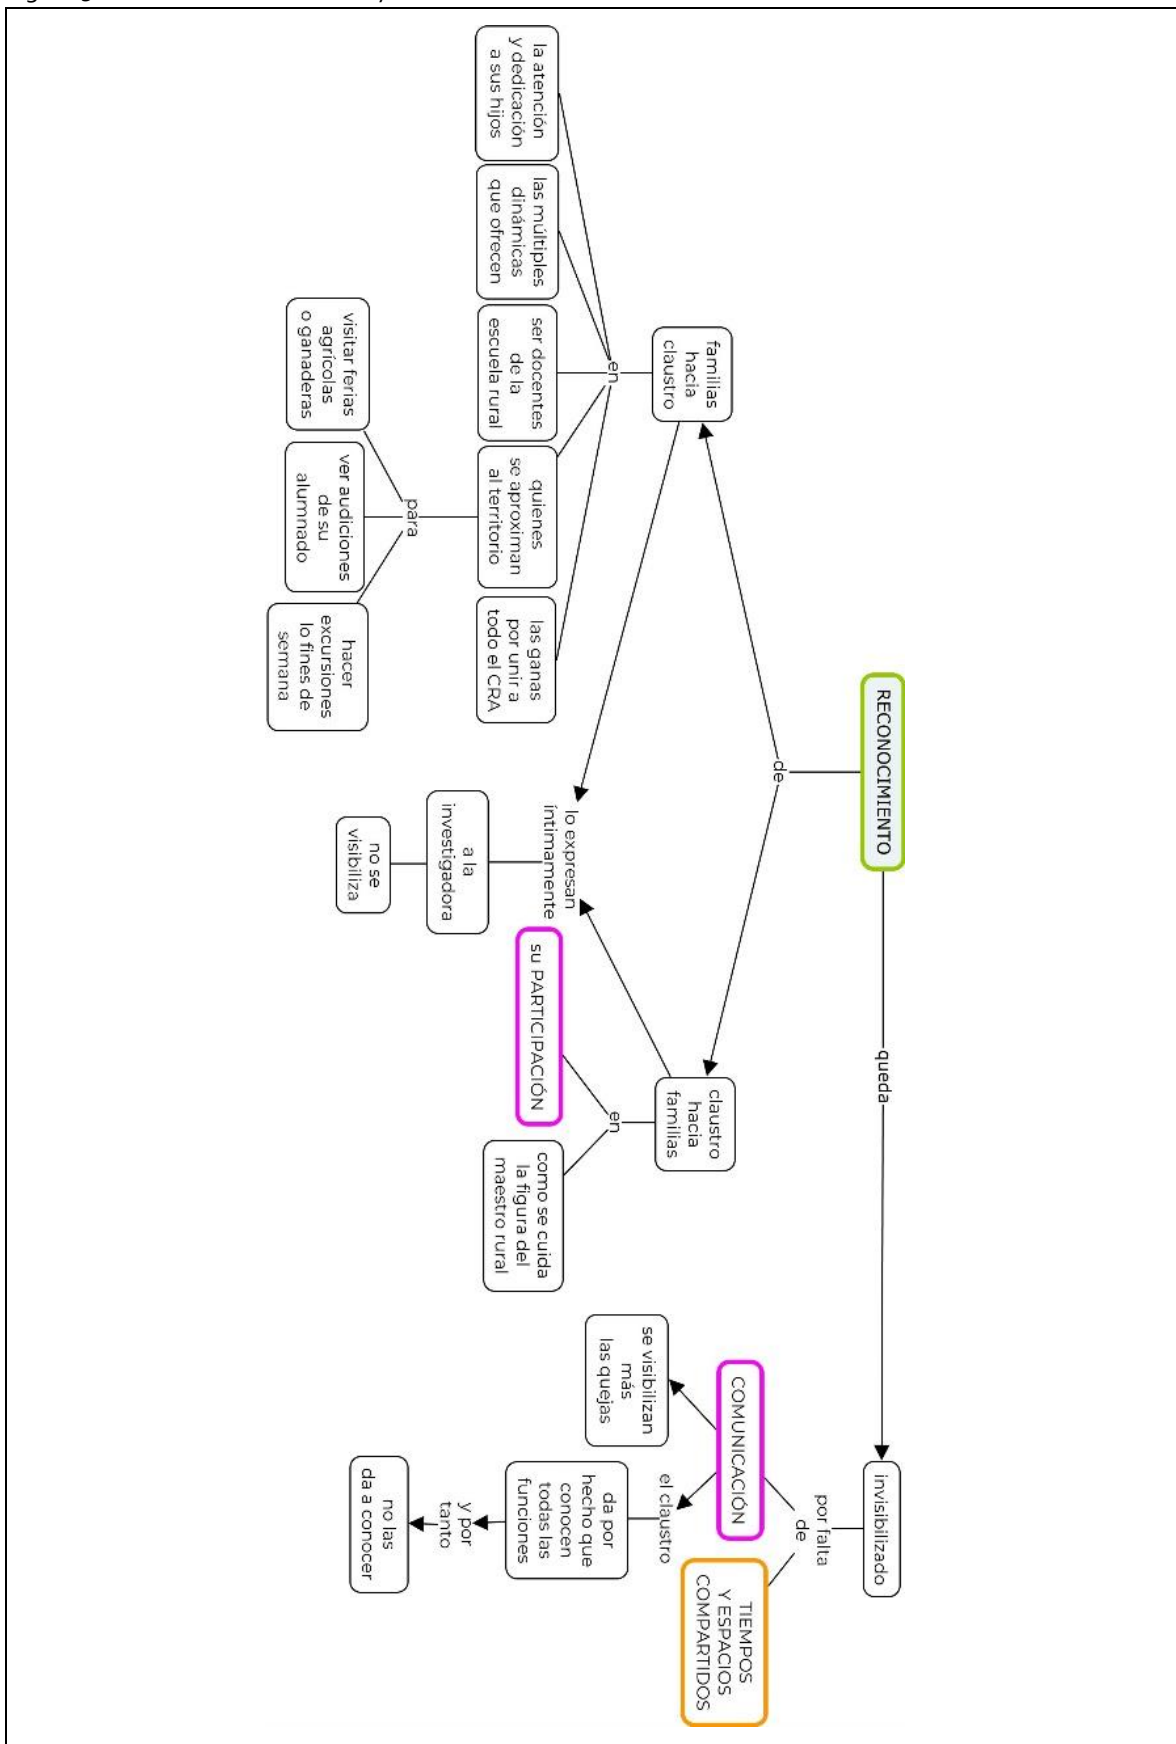 RECONOCIMIENTO
de
queda
familias
hacia
claustro
en
la atención
y dedicación
a sus hijos
las múltiples
dinámicas
que ofrecen
ser docentes
de la
escuela rural
quienes
se aproximan
al territorio
las ganas
por unir a
todo el CRA
para
visitar ferias
agrícolas
o ganaderas
ver audiciones
de su
alumnado
hacer
excursiones
lo fines de
semana
lo expresan
íntimamente
a la
investigadora
no se
visibiliza
claustro
hacia
familias
en
su PARTICIPACIÓN
como se cuida
la figura del
maestro rural
invisibilizado
por falta
de
COMUNICACIÓN
TIEMPOS
Y ESPACIOS
COMPARTIDOS
se visibilizan
más
las quejas
el claustro
da por
hecho que
conocen
todas las
funciones
y por
tanto
no las
da a conocer